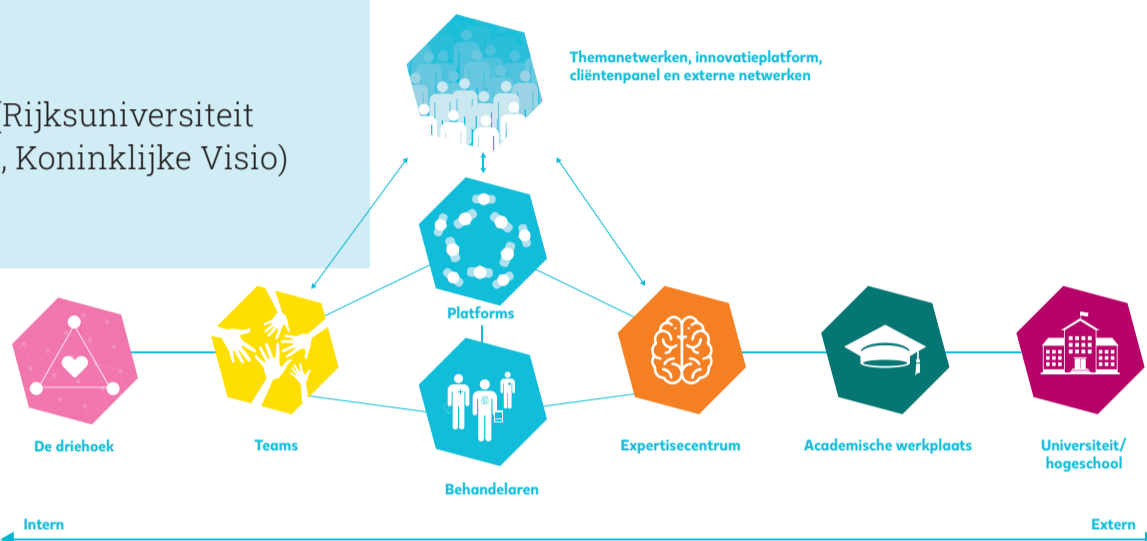 (Rijksuniversiteit
, Koninklijke Visio)
Themanetwerken, innovatieplatform,
cliëntenpanel en externe netwerken
Platforms
De driehoek
Teams
Behandelaren
Expertisecentrum
Academische werkplaats
Universiteit/
hogeschool
Intern
Extern